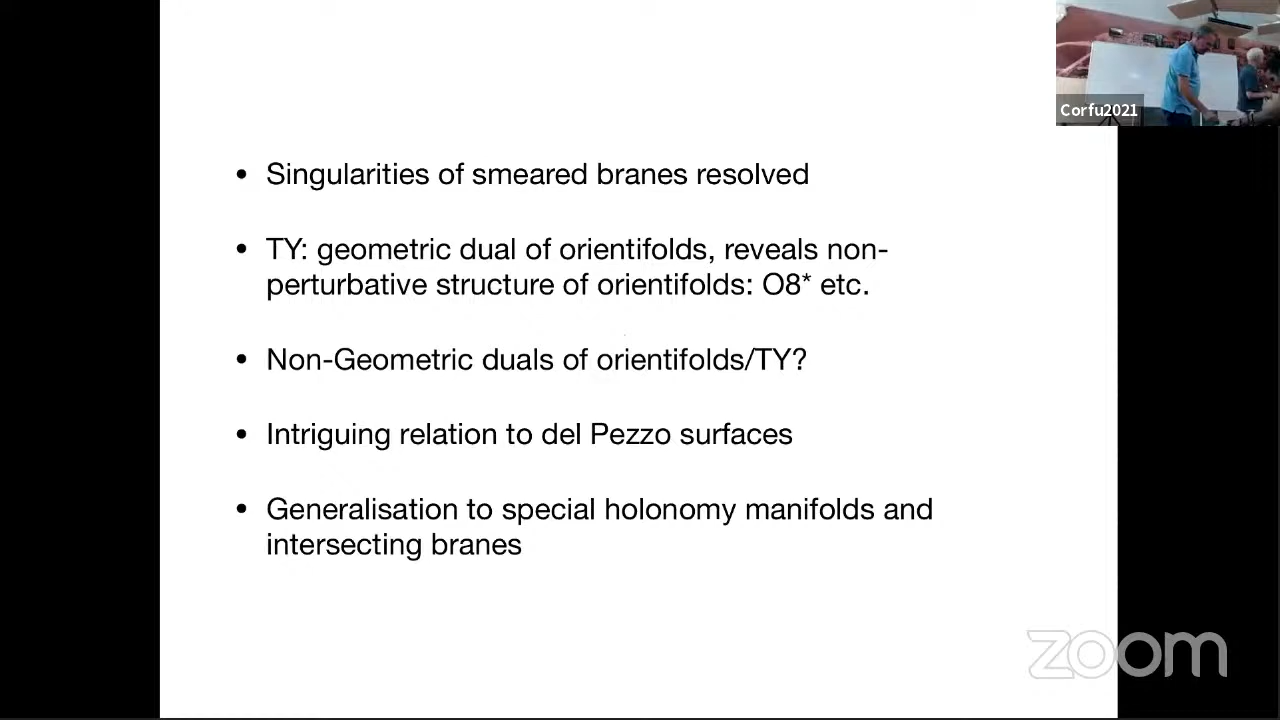 Corfu2021
• Singularities of smeared branes resolved
• TY: geometric dual of orientifolds, reveals non-
perturbative structure of orientifolds: O8* etc.
• Non-Geometric duals of orientifolds/TY?
• Intriguing relation to del Pezzo surfaces
• Generalisation to special holonomy manifolds and
intersecting branes
zoom